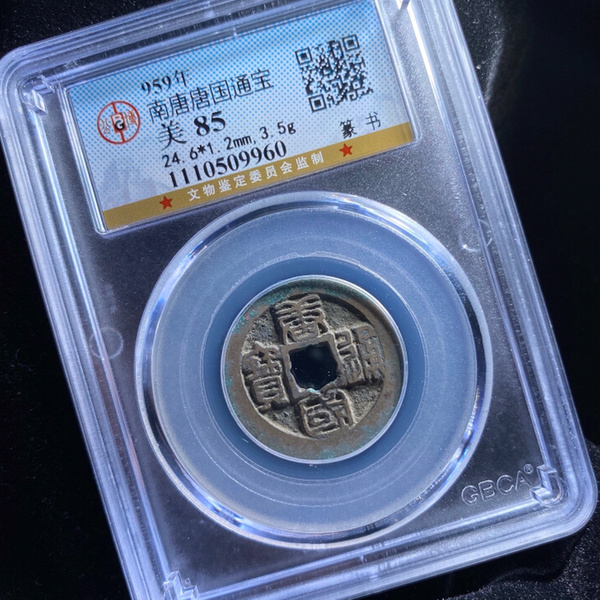 959年
南唐唐国通宝
美 85
篆书
24.6*1.2mm,3.5g
1110509960
文物鉴定委员会监制
G
唐國通寶
GBCA®